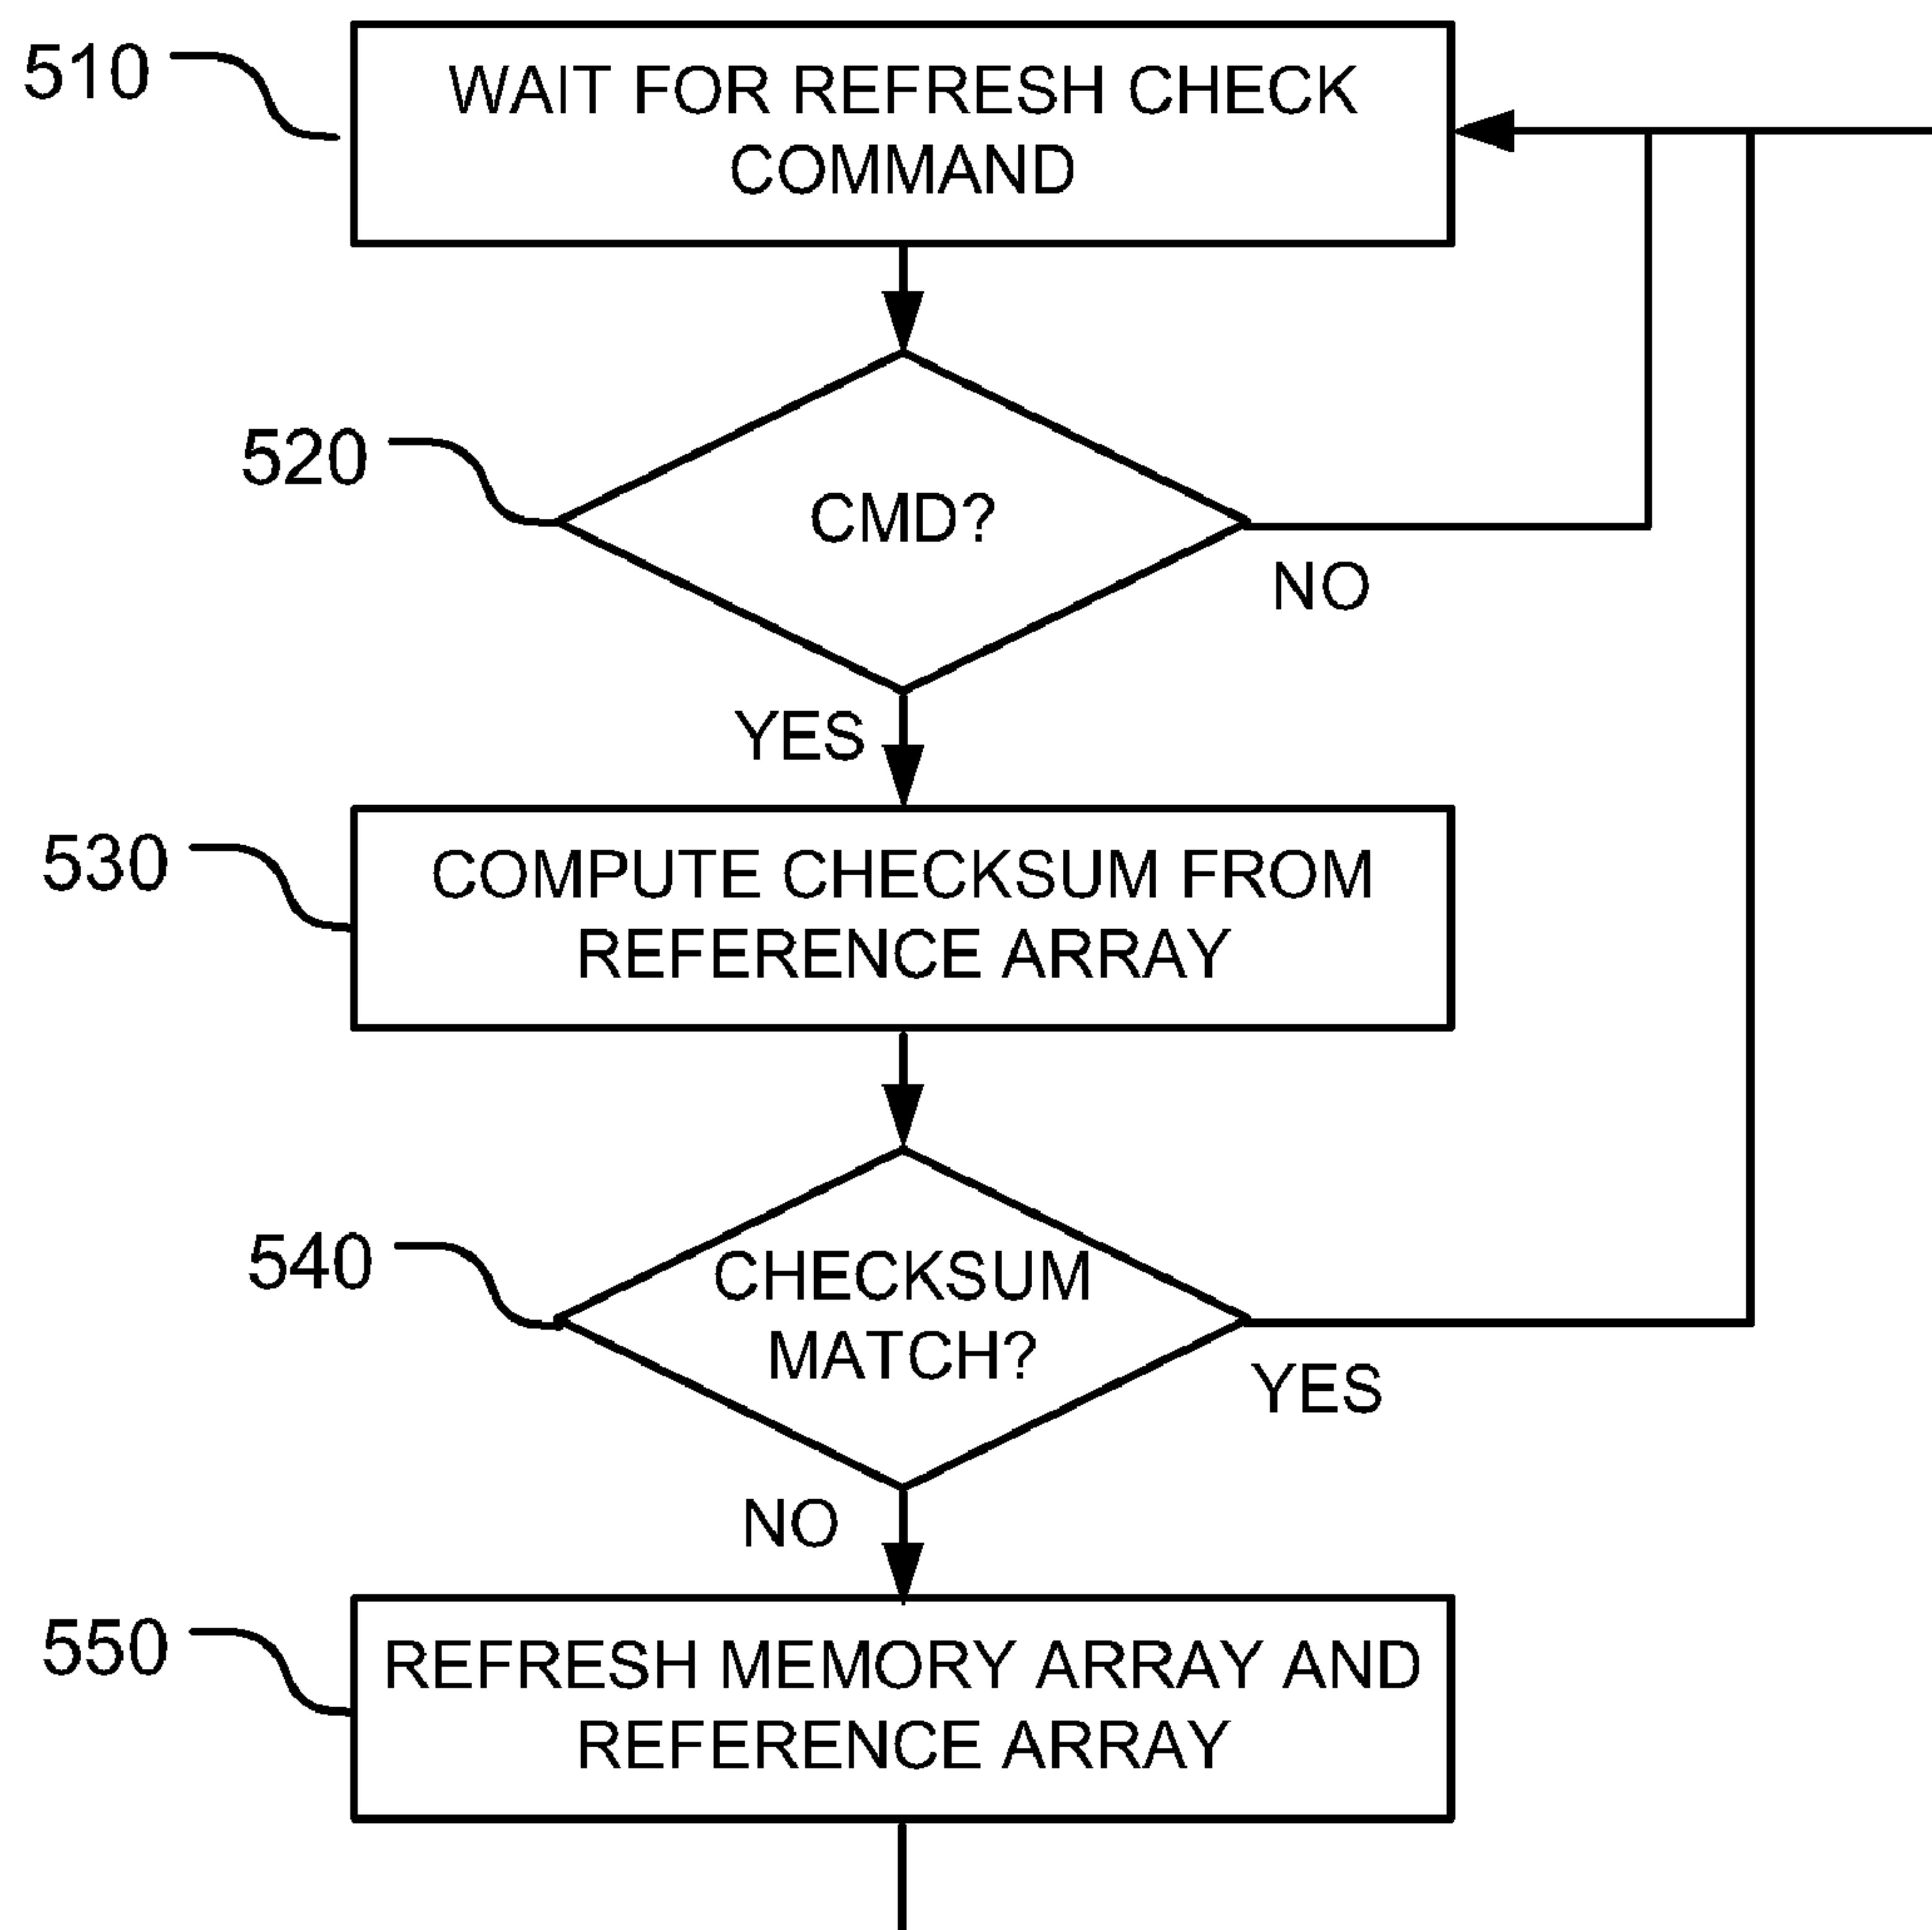 510
WAIT FOR REFRESH CHECK
COMMAND
520
CMD?
NO
YES
530
COMPUTE CHECKSUM FROM
REFERENCE ARRAY
540
CHECKSUM
MATCH?
YES
NO
550
REFRESH MEMORY ARRAY AND
REFERENCE ARRAY